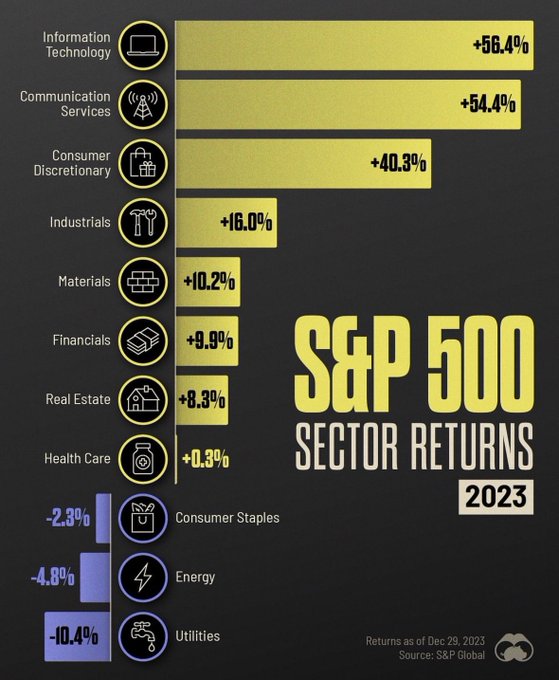 Information
Technology
+56.4%
Communication
Services
+54.4%
Consumer
Discretionary
+40.3%
Industrials
+16.0%
Materials
+10.2%
Financials
+9.9%
Real Estate
+8.3%
Health Care
+0.3%
S&P 500
SECTOR RETURNS
2023
-2.3%
Consumer Staples
-4.8%
Energy
-10.4%
Utilities
Returns as of Dec 29, 2023
Source: S&P Global